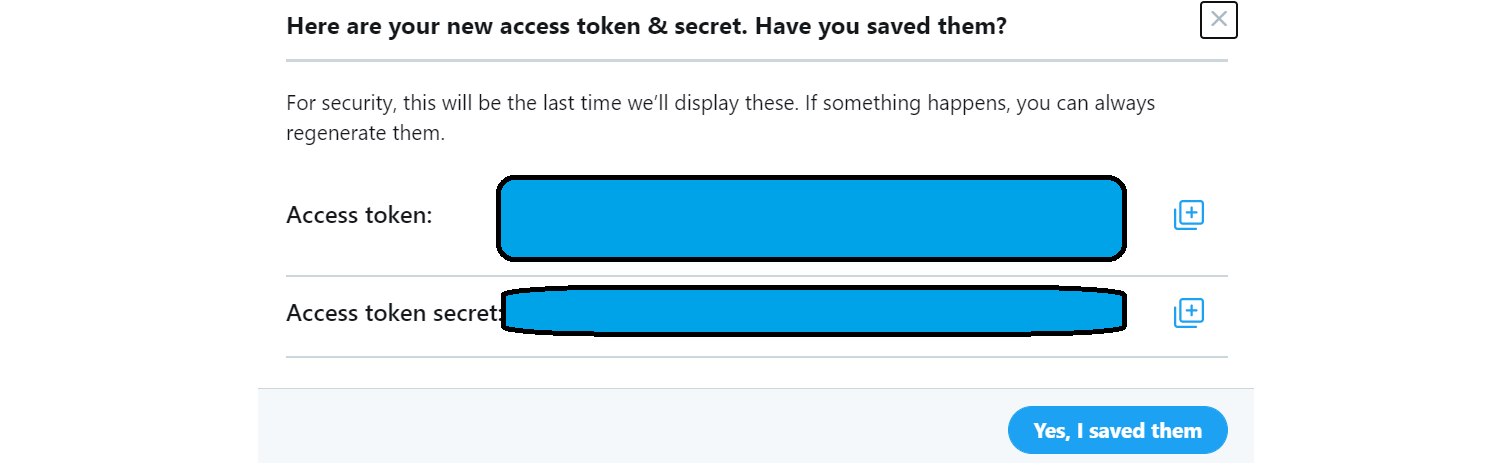 Here are your new access token & secret. Have you saved them?
For security, this will be the last time we’ll display these. If something happens, you can always
regenerate them.
Access token:
Access token secret:
Yes, I saved them